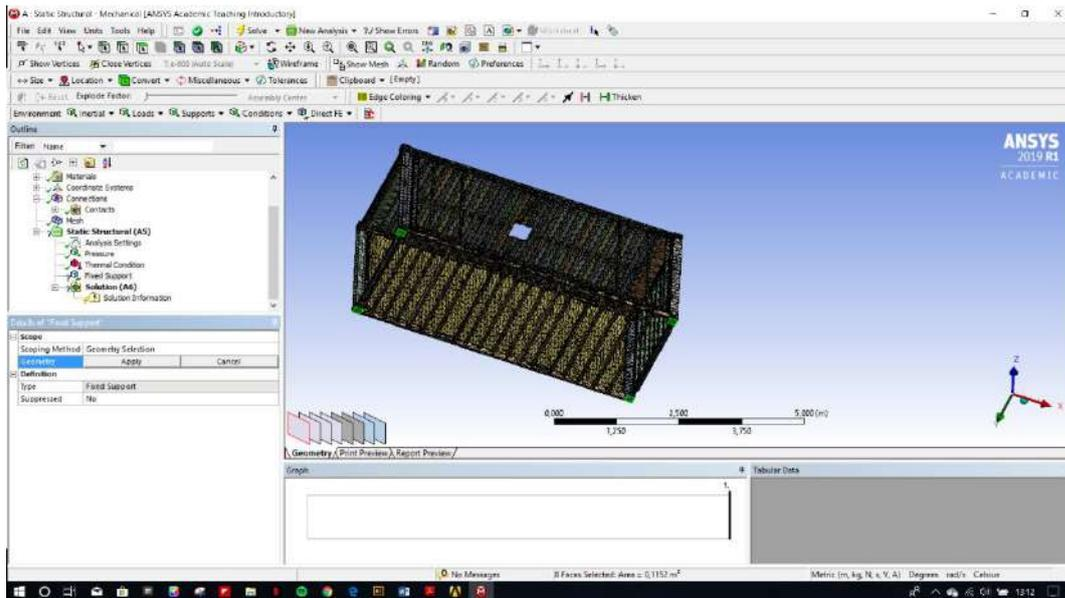 A : Static Structural - Mechanical [ANSYS Academic Teaching Introductory]
File Edit View Units Tools Help Solve New Analysis ?/ Show Errors Worksheet
Show Vertices Close Vertices (Auto Scale) Wireframe Show Mesh Random Preferences
Size Location Convert Miscellaneous Tolerances Clipboard [Empty]
Reset Explode Factor: Assembly Center Edge Coloring Thicken
Environment Inertial Loads Supports Conditions Direct FE
Outline
Filter: Name
Materials
Coordinate Systems
Connections
Contacts
Mesh
Static Structural (A5)
Analysis Settings
Pressure
Thermal Condition
Fixed Support
Solution (A6)
Solution Information
Details of "Fixed Support"
Scope
Scoping Method Geometry Selection
Geometry Apply Cancel
Definition
Type Fixed Support
Suppressed No
ANSYS
2019 R1
ACADEMIC
Z
X
Y
0,000 2,500 5,000 (m)
1,250 3,750
Geometry Print Preview Report Preview
Graph Tabular Data
1,
No Messages 8 Faces Selected: Area = 0,1152 m² Metric (m, kg, N, s, V, A) Degrees rad/s Celsius
13:12